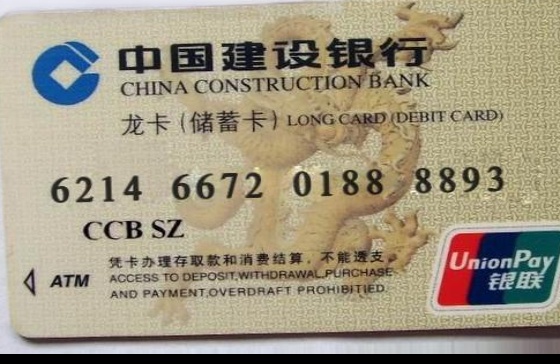 中国建设银行
CHINA CONSTRUCTION BANK
龙卡(储蓄卡) LONG CARD (DEBIT CARD)
6214 6672 0188 8893
CCB SZ
凭卡办理存取款和消费结算，不能透支。
ATM ACCESS TO DEPOSIT,WITHDRAWAL,PURCHASE
AND PAYMENT,OVERDRAFT PROHIBITIED.
UnionPay
银联